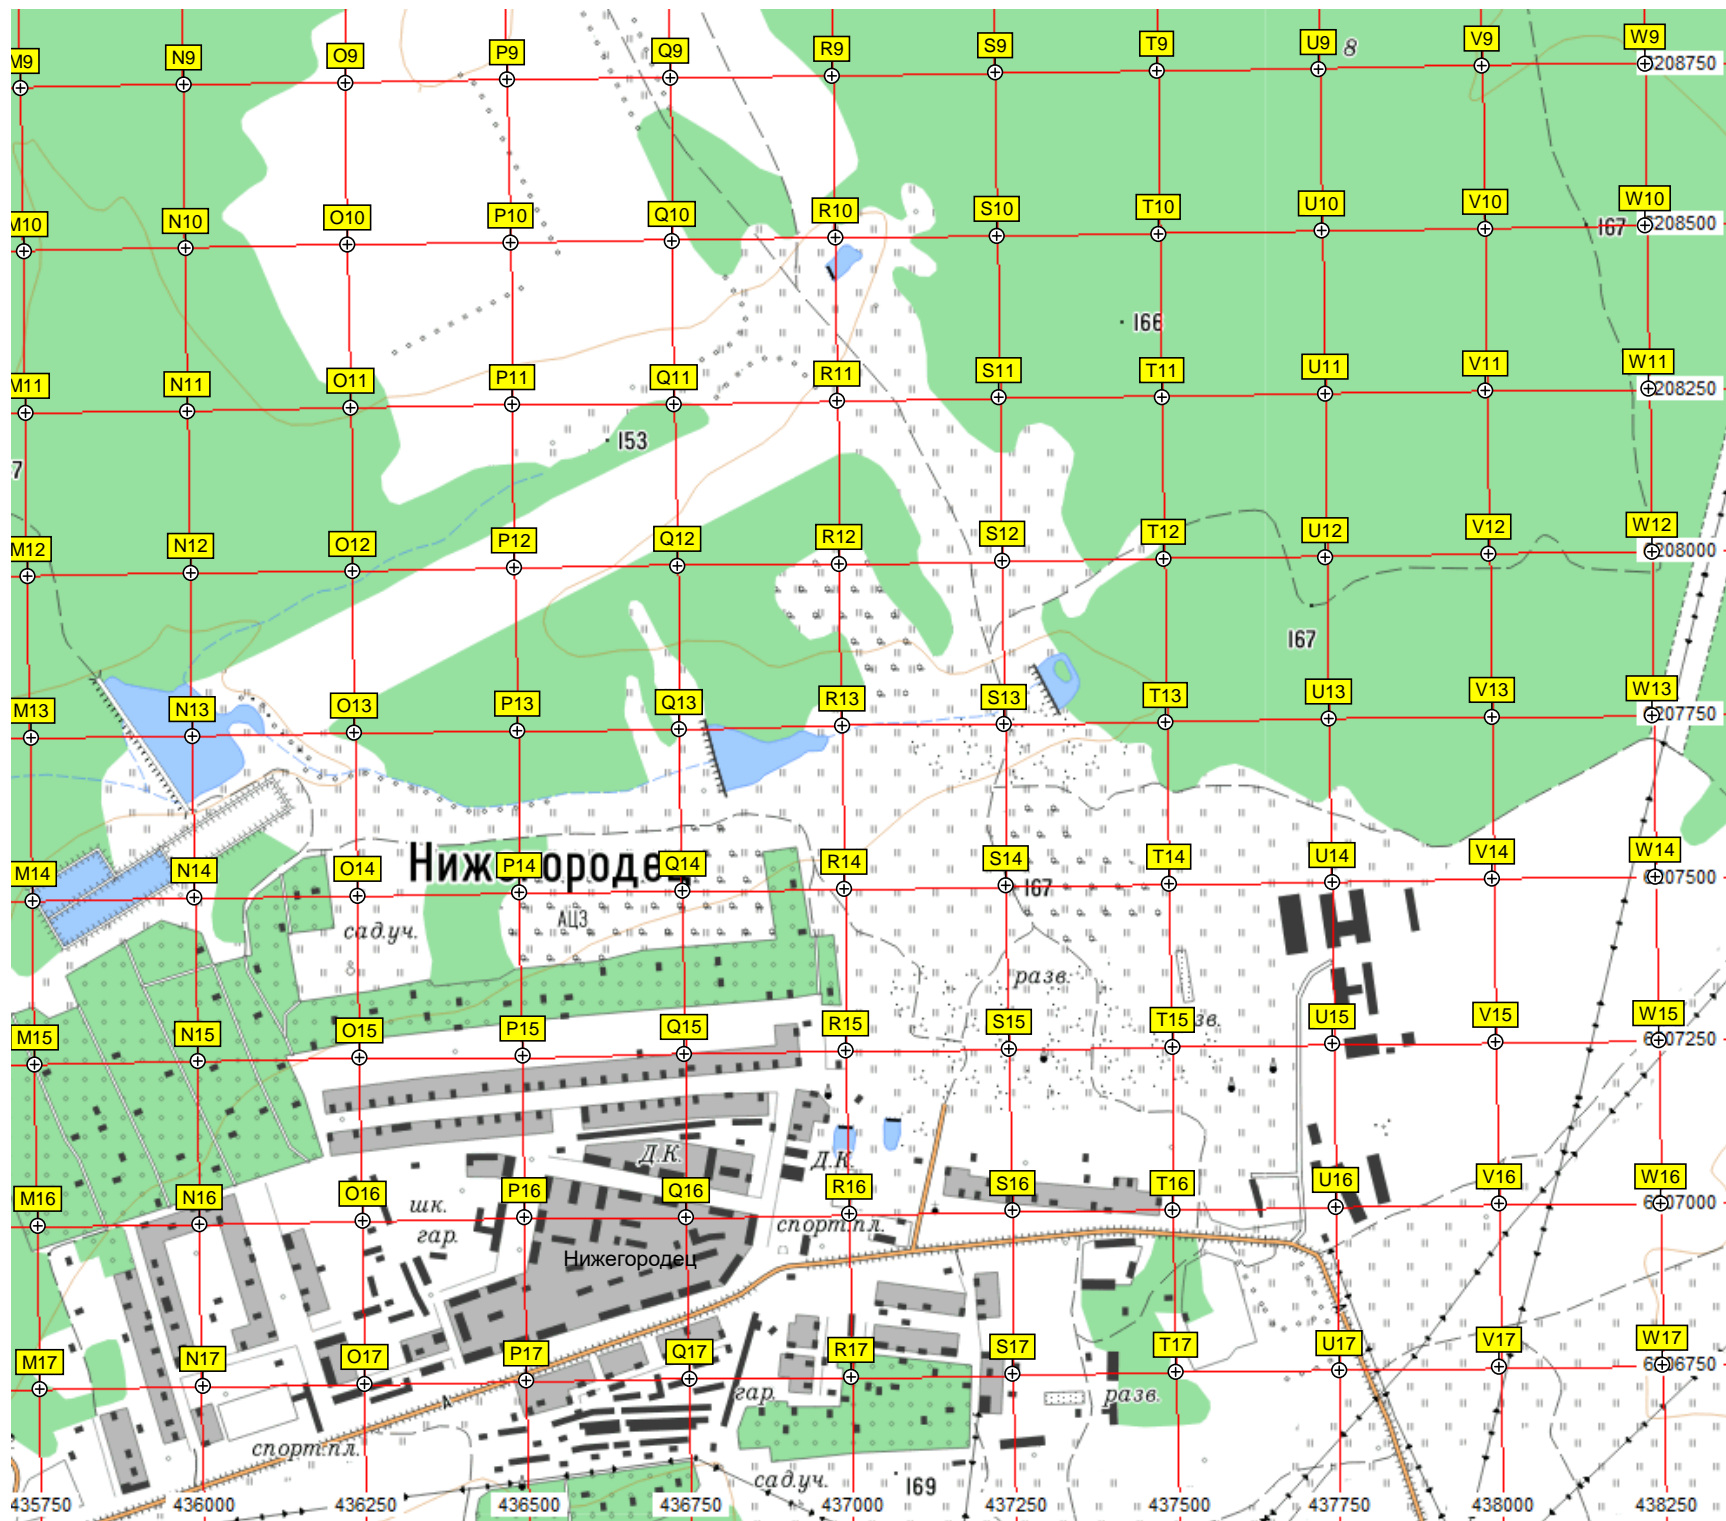 M9 N9 O9 P9 Q9 R9 S9 T9 U9 8 V9 W9
208750
M10 N10 O10 P10 Q10 R10 S10 T10 U10 V10 W10
167 208500
166
M11 N11 O11 P11 Q11 R11 S11 T11 U11 V11 W11
208250
153
7
M12 N12 O12 P12 Q12 R12 S12 T12 U12 V12 W12
208000
167
M13 N13 O13 P13 Q13 R13 S13 T13 U13 V13 W13
207750
M14 N14 O14 P14 Q14 R14 S14 T14 U14 V14 W14
167
АЦЗ
сад.уч.
разв.
M15 N15 O15 P15 Q15 R15 S15 T15 зв. U15 V15 W15
Д.К. Д.К.
M16 N16 O16 P16 Q16 R16 S16 T16 U16 V16 W16
шк.
гар.
спорт.пл.
Нижегородец
M17 N17 O17 P17 Q17 R17 S17 T17 U17 V17 W17
гар. разв.
спорт.пл.
сад.уч. 169
435750 436000 436250 436500 436750 437000 437250 437500 437750 438000 438250